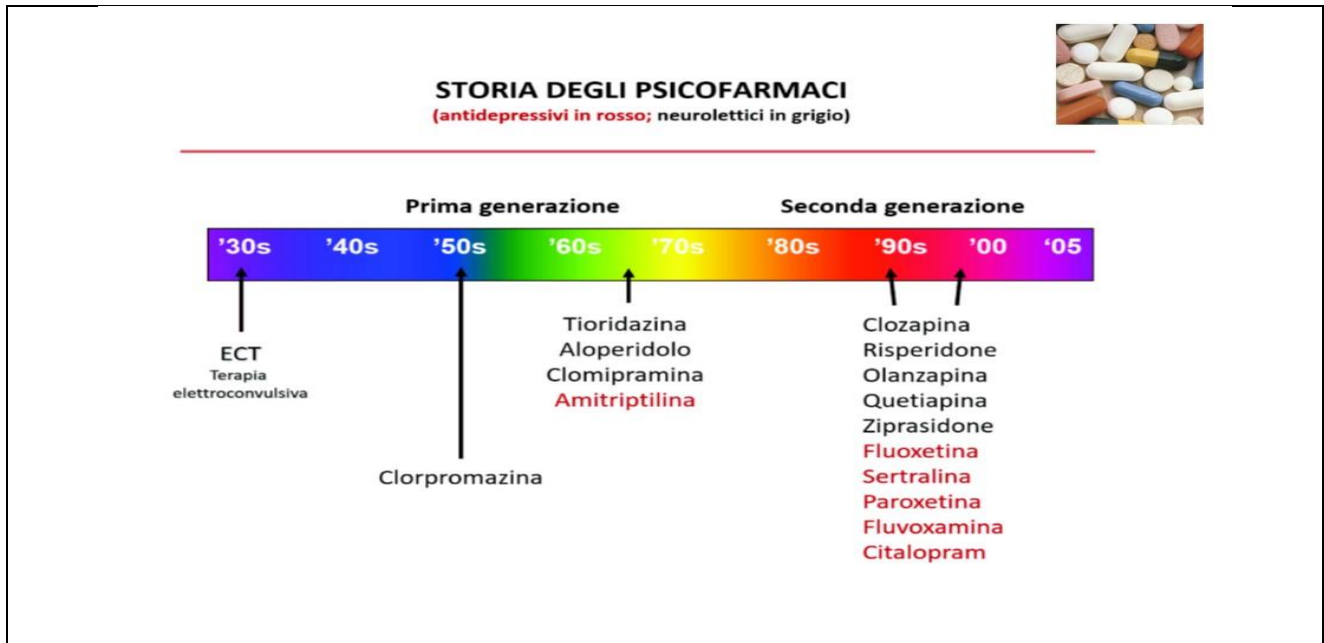 STORIA DEGLI PSICOFARMACI
(antidepressivi in rosso; neurolettici in grigio)
Prima generazione
Seconda generazione
'30s '40s '50s '60s '70s '80s '90s '00 '05
ECT
Terapia
elettroconvulsiva
Clorpromazina
Tioridazina
Aloperidolo
Clomipramina
Amitriptilina
Clozapina
Risperidone
Olanzapina
Quetiapina
Ziprasidone
Fluoxetina
Sertralina
Paroxetina
Fluvoxamina
Citalopram